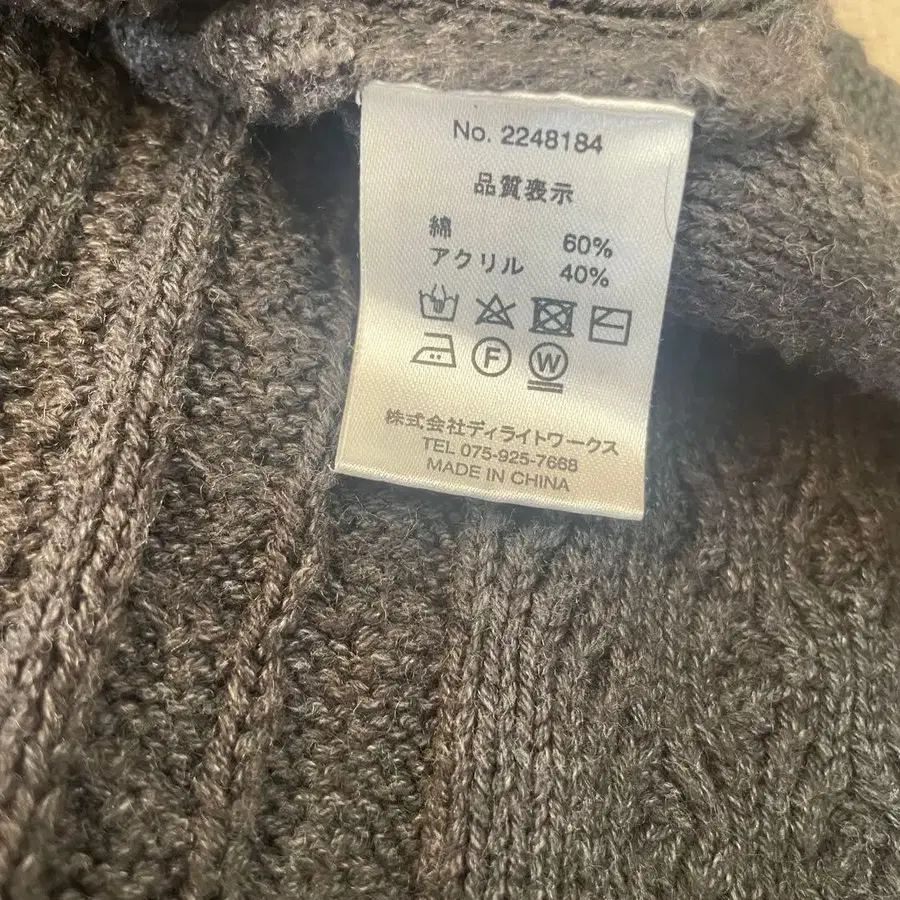 No. 2248184
品質表示
綿 60%
アクリル 40%
F W
株式会社ディライトワークス
TEL 075-925-7668
MADE IN CHINA